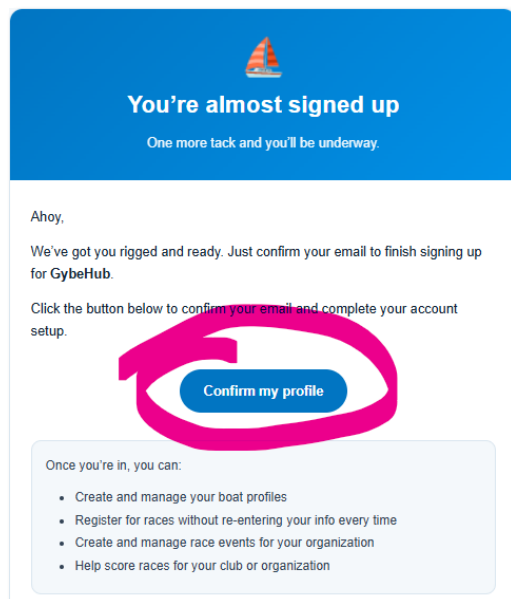 You’re almost signed up
One more tack and you’ll be underway.
Ahoy,
We’ve got you rigged and ready. Just confirm your email to finish signing up
for GybeHub.
Click the button below to confirm your email and complete your account
setup.
Confirm my profile
Once you’re in, you can:
• Create and manage your boat profiles
• Register for races without re-entering your info every time
• Create and manage race events for your organization
• Help score races for your club or organization